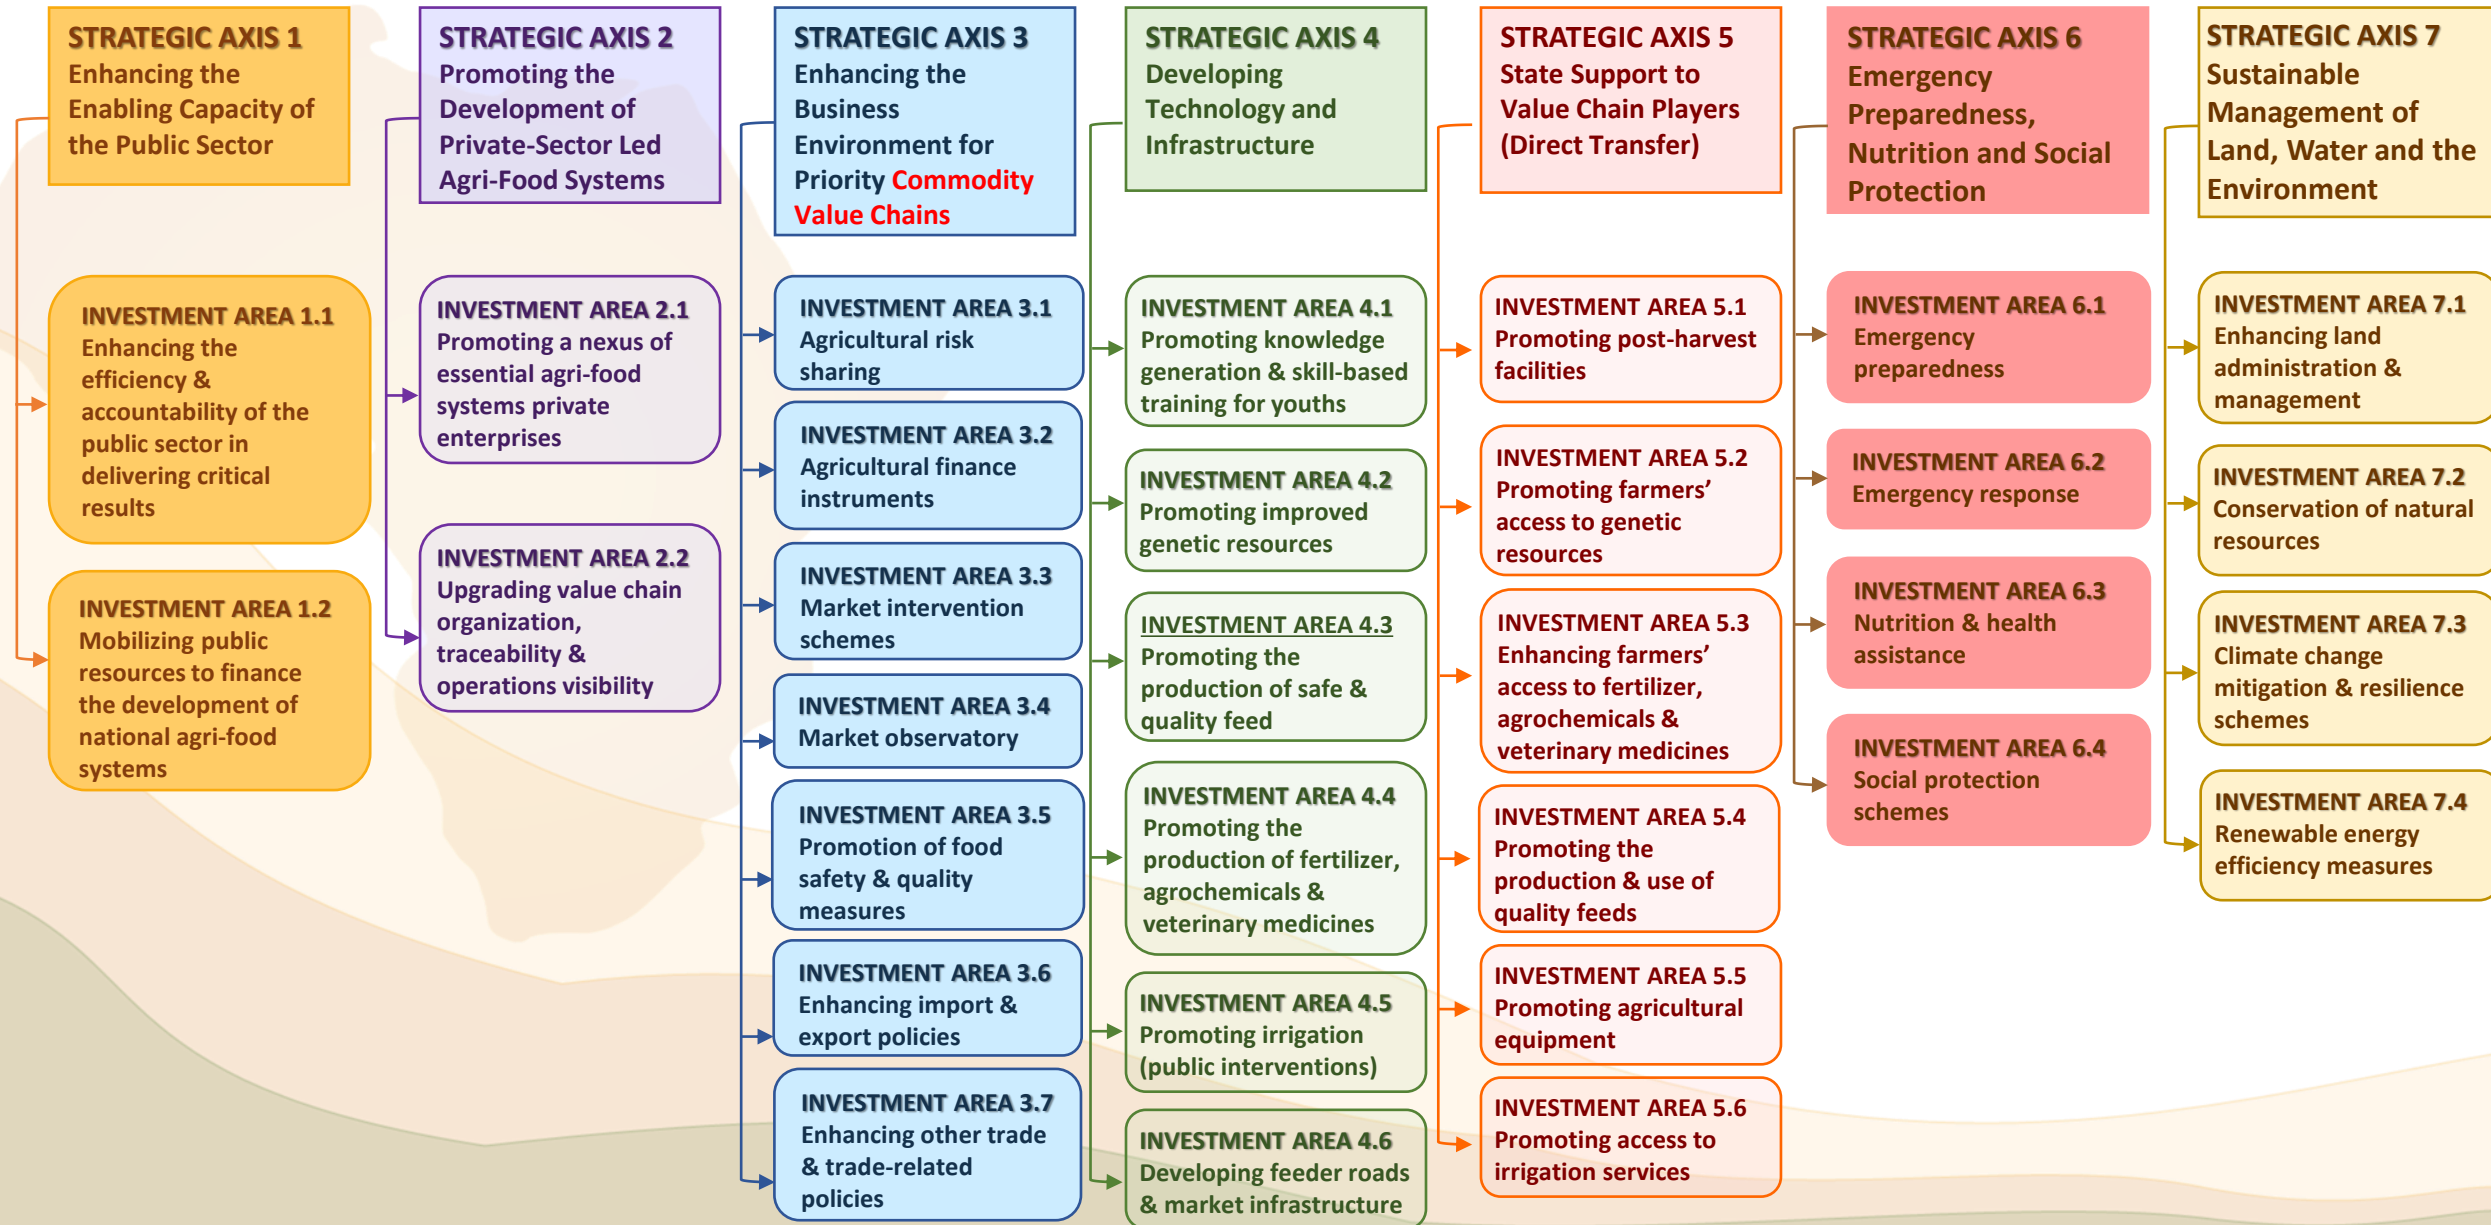 STRATEGIC AXIS 1
Enhancing the
Enabling Capacity of
the Public Sector
INVESTMENT AREA 1.1
Enhancing the
efficiency &
accountability of the
public sector in
delivering critical
results
INVESTMENT AREA 1.2
Mobilizing public
resources to finance
the development of
national agri-food
systems
STRATEGIC AXIS 2
Promoting the
Development of
Private-Sector Led
Agri-Food Systems
INVESTMENT AREA 2.1
Promoting a nexus of
essential agri-food
systems private
enterprises
INVESTMENT AREA 2.2
Upgrading value chain
organization,
traceability &
operations visibility
STRATEGIC AXIS 3
Enhancing the
Business
Environment for
Priority Commodity
Value Chains
INVESTMENT AREA 3.1
Agricultural risk
sharing
INVESTMENT AREA 3.2
Agricultural finance
instruments
INVESTMENT AREA 3.3
Market intervention
schemes
INVESTMENT AREA 3.4
Market observatory
INVESTMENT AREA 3.5
Promotion of food
safety & quality
measures
INVESTMENT AREA 3.6
Enhancing import &
export policies
INVESTMENT AREA 3.7
Enhancing other trade
& trade-related
policies
STRATEGIC AXIS 4
Developing
Technology and
Infrastructure
INVESTMENT AREA 4.1
Promoting knowledge
generation & skill-based
training for youths
INVESTMENT AREA 4.2
Promoting improved
genetic resources
INVESTMENT AREA 4.3
Promoting the
production of safe &
quality feed
INVESTMENT AREA 4.4
Promoting the
production of fertilizer,
agrochemicals &
veterinary medicines
INVESTMENT AREA 4.5
Promoting irrigation
(public interventions)
INVESTMENT AREA 4.6
Developing feeder roads
& market infrastructure
STRATEGIC AXIS 5
State Support to
Value Chain Players
(Direct Transfer)
INVESTMENT AREA 5.1
Promoting post-harvest
facilities
INVESTMENT AREA 5.2
Promoting farmers’
access to genetic
resources
INVESTMENT AREA 5.3
Enhancing farmers’
access to fertilizer,
agrochemicals &
veterinary medicines
INVESTMENT AREA 5.4
Promoting the
production & use of
quality feeds
INVESTMENT AREA 5.5
Promoting agricultural
equipment
INVESTMENT AREA 5.6
Promoting access to
irrigation services
STRATEGIC AXIS 6
Emergency
Preparedness,
Nutrition and Social
Protection
INVESTMENT AREA 6.1
Emergency
preparedness
INVESTMENT AREA 6.2
Emergency response
INVESTMENT AREA 6.3
Nutrition & health
assistance
INVESTMENT AREA 6.4
Social protection
schemes
STRATEGIC AXIS 7
Sustainable
Management of
Land, Water and the
Environment
INVESTMENT AREA 7.1
Enhancing land
administration &
management
INVESTMENT AREA 7.2
Conservation of natural
resources
INVESTMENT AREA 7.3
Climate change
mitigation & resilience
schemes
INVESTMENT AREA 7.4
Renewable energy
efficiency measures